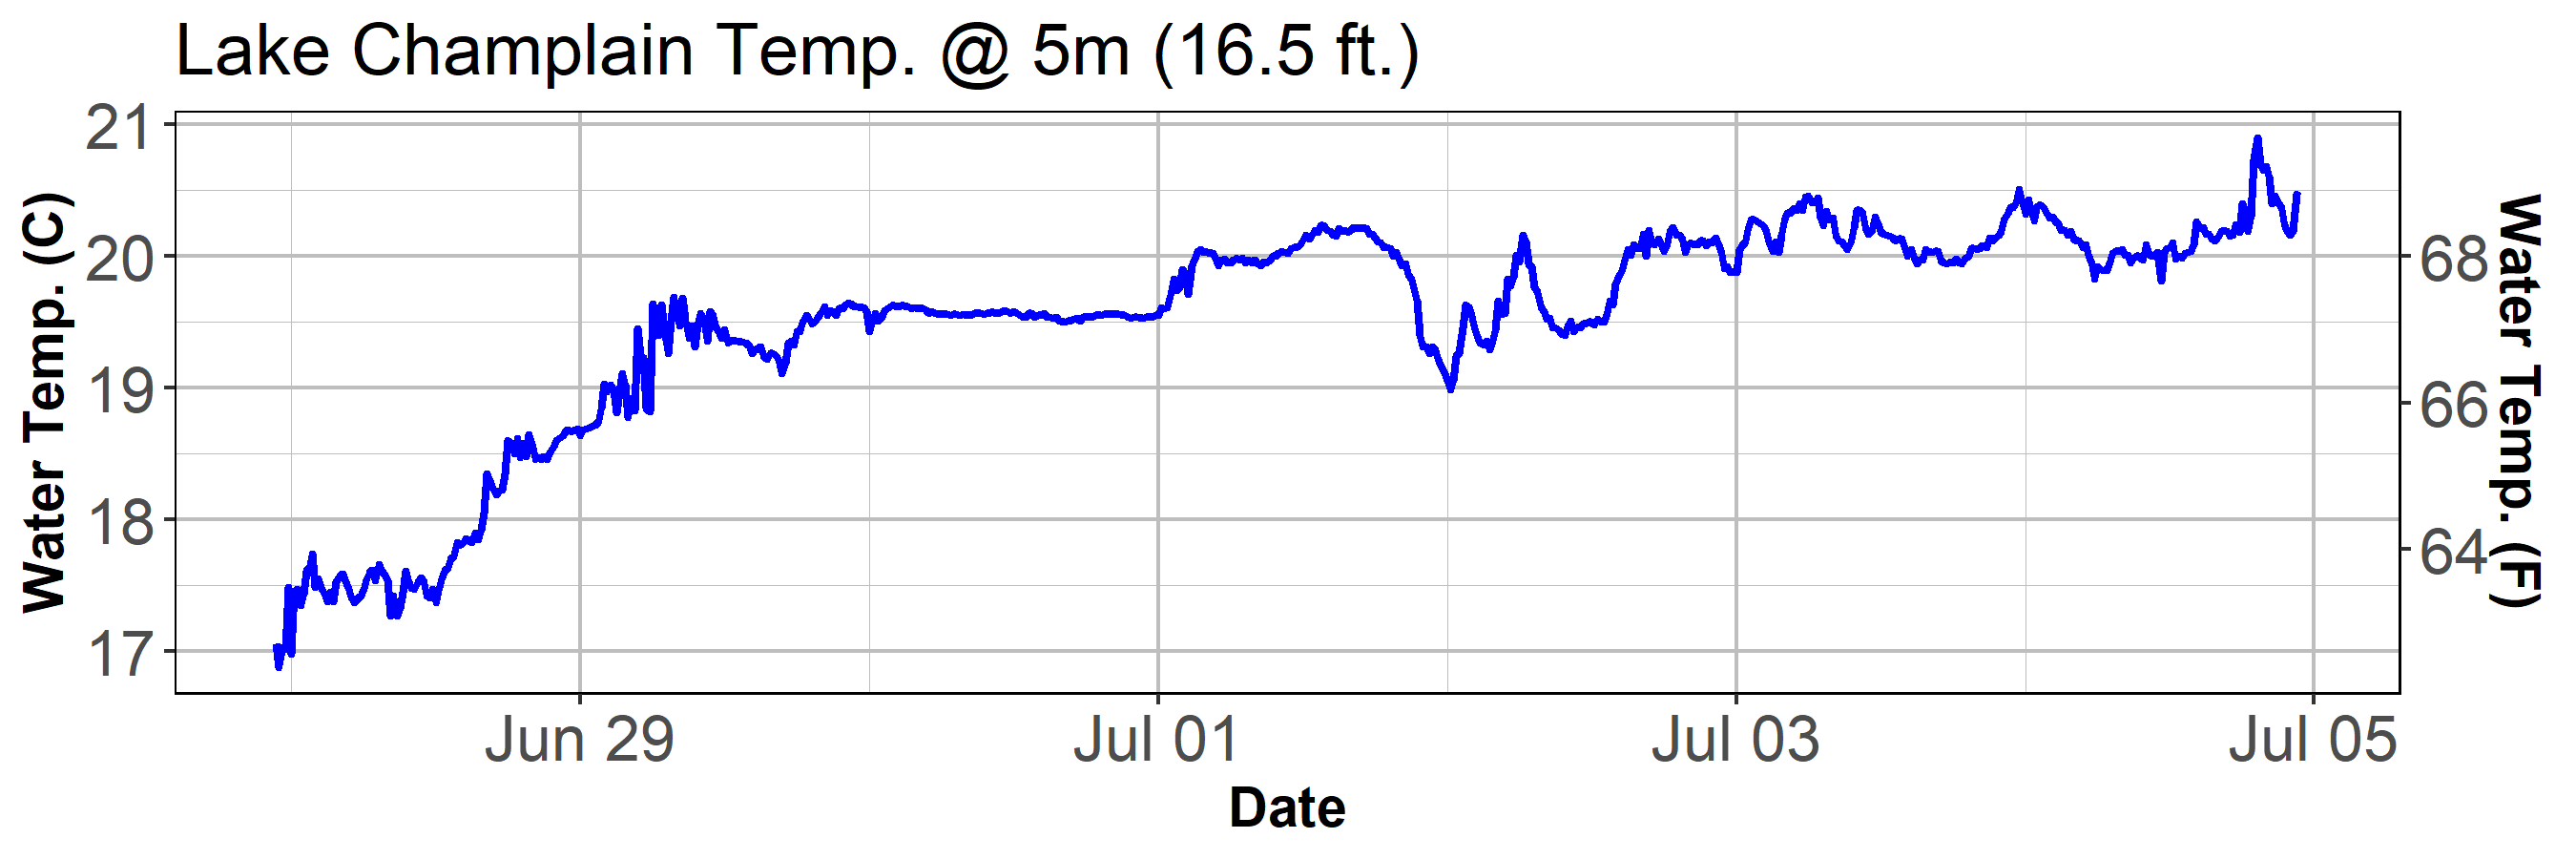 Lake Champlain Temp. @ 5m (16.5 ft.)
Water Temp. (C)
21
20
19
18
17
68
66
64
Water Temp. (F)
Jun 29
Jul 01
Jul 03
Jul 05
Date